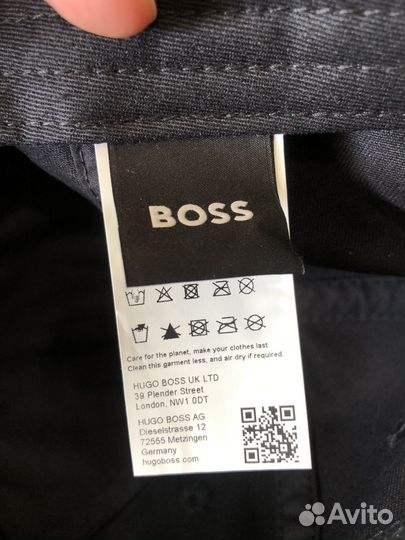 BOSS
Care for the planet, make your clothes last
Clean this garment less, and air dry if required.
HUGO BOSS UK LTD
39 Plender Street
London, NW1 0DT
HUGO BOSS AG
Dieselstrasse 12
72555 Metzingen
Germany
hugoboss.com
Avito